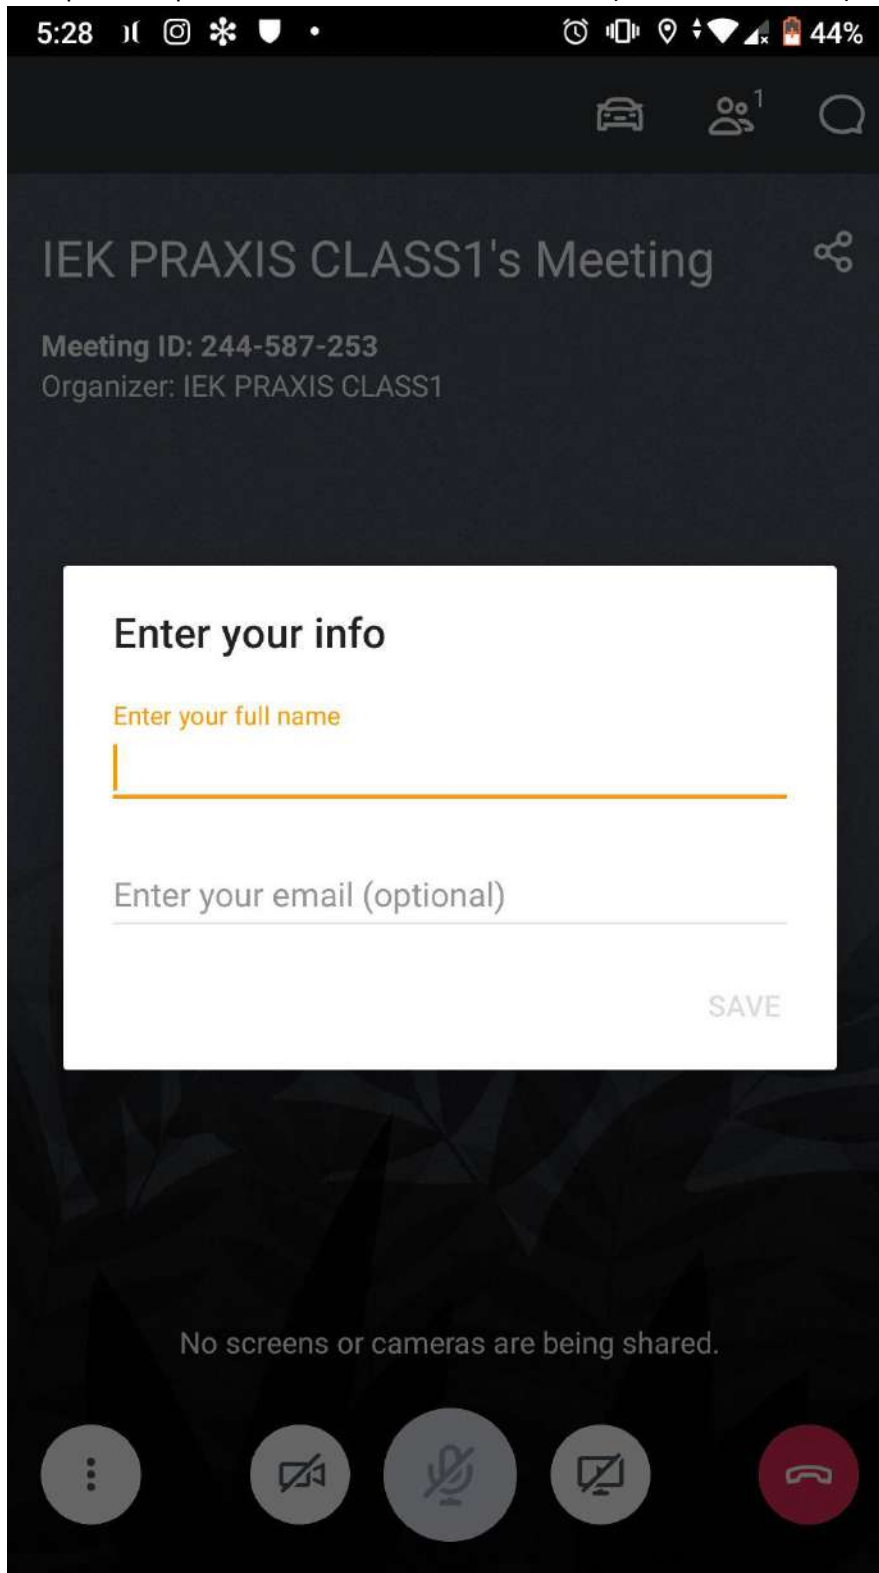 5:28
44%
1
IEK PRAXIS CLASS1's Meeting
Meeting ID: 244-587-253
Organizer: IEK PRAXIS CLASS1
Enter your info
Enter your full name
Enter your email (optional)
SAVE
No screens or cameras are being shared.